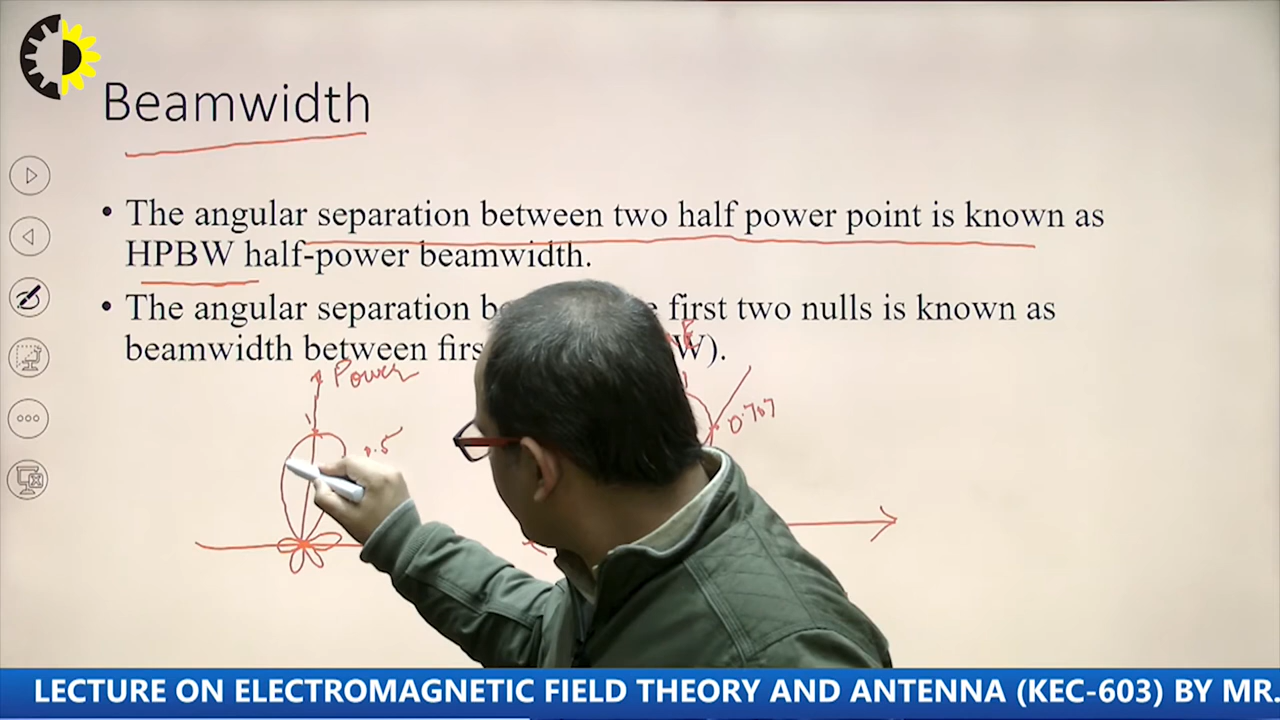 Beamwidth
• The angular separation between two half power point is known as
HPBW half-power beamwidth.
• The angular separation first two nulls is known as
beamwidth between W).
Power
E
0.5
0.707
LECTURE ON ELECTROMAGNETIC FIELD THEORY AND ANTENNA (KEC-603) BY MR.